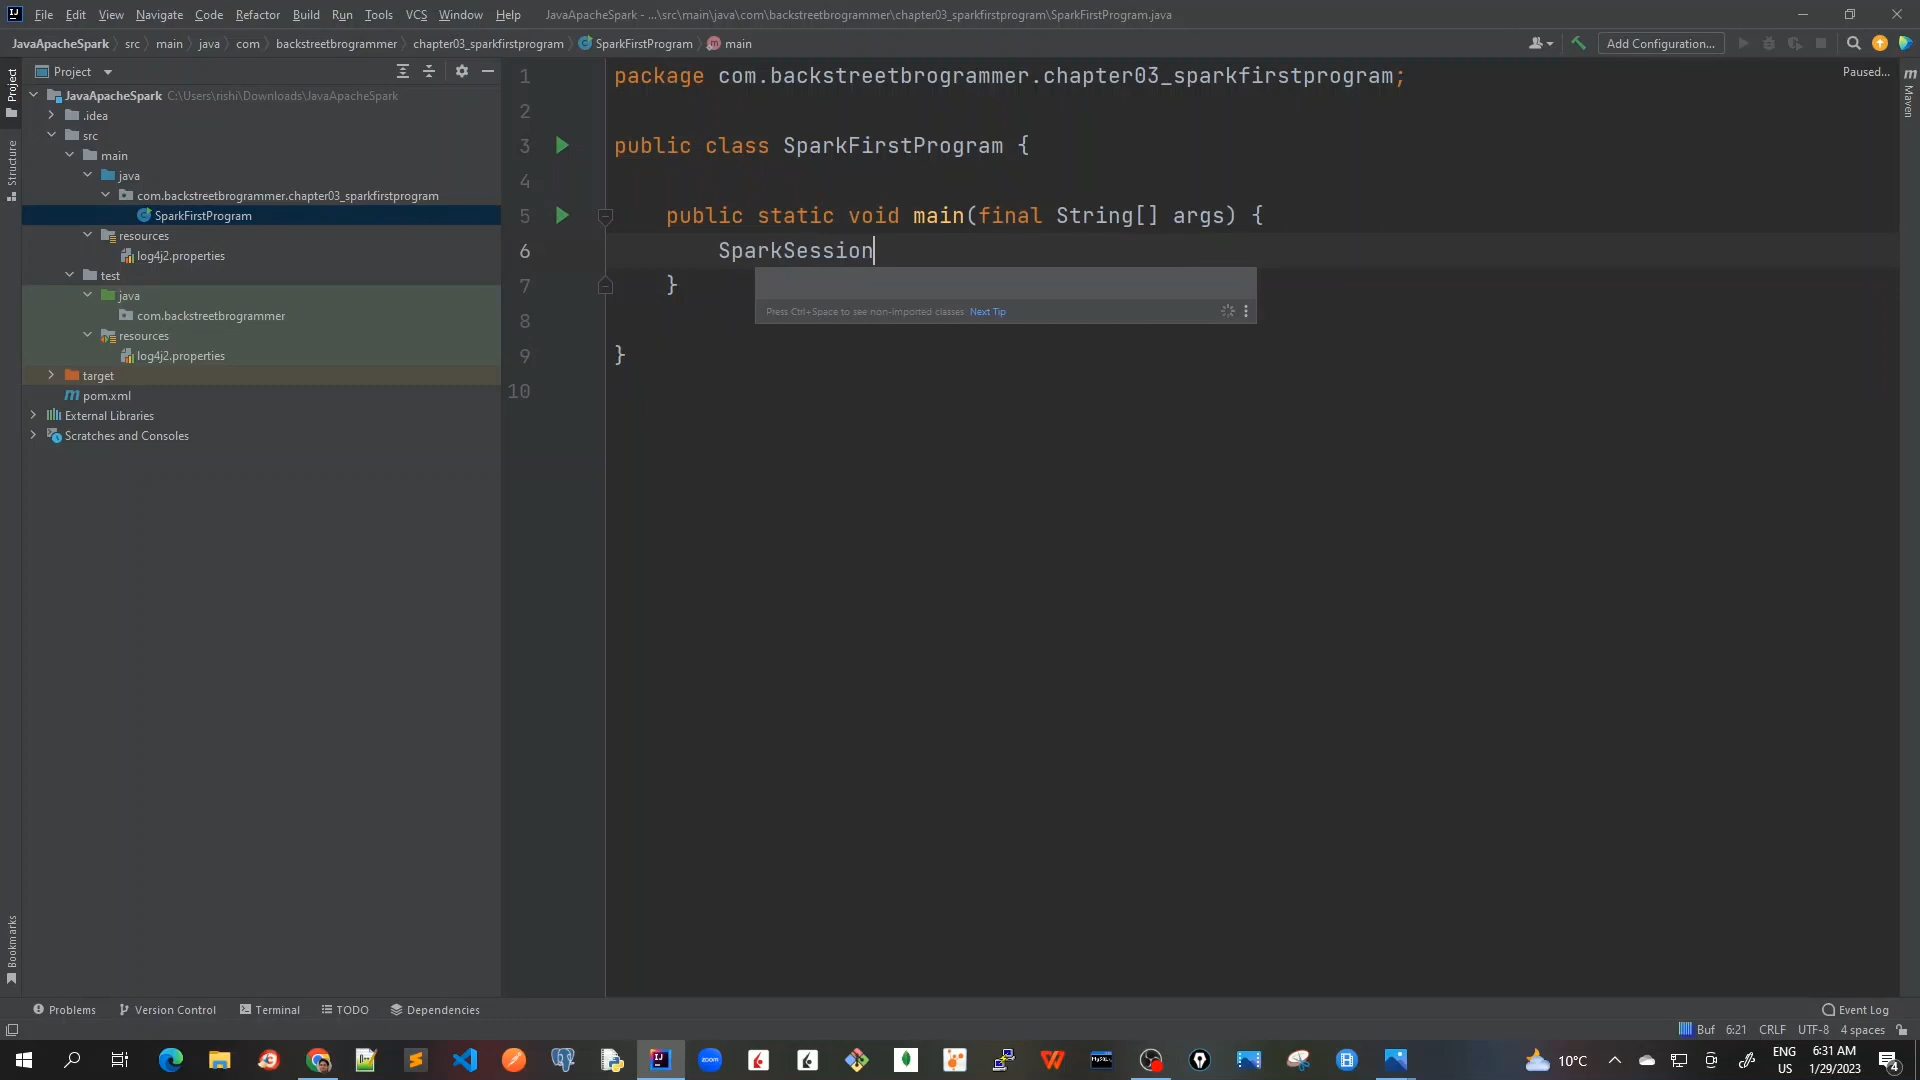 File Edit View Navigate Code Refactor Build Run Tools VCS Window Help JavaApacheSpark - ...\src\main\java\com\backstreetbrogrammer\chapter03_sparkfirstprogram\SparkFirstProgram.java
JavaApacheSpark src main java com backstreetbrogrammer chapter03_sparkfirstprogram SparkFirstProgram main Add Configuration...
Project
Project
Structure
Bookmarks
JavaApacheSpark C:\Users\rishi\Downloads\JavaApacheSpark
.idea
src
main
java
com.backstreetbrogrammer.chapter03_sparkfirstprogram
SparkFirstProgram
resources
log4j2.properties
test
java
com.backstreetbrogrammer
resources
log4j2.properties
target
pom.xml
External Libraries
Scratches and Consoles
1 package com.backstreetbrogrammer.chapter03_sparkfirstprogram;
2
3 public class SparkFirstProgram {
4
5 public static void main(final String[] args) {
6 SparkSession
7 }
8
9 }
10
Press Ctrl+Space to see non-imported classes Next Tip
Paused...
Maven
Problems Version Control Terminal TODO Dependencies Event Log
Buf 6:21 CRLF UTF-8 4 spaces
10°C ENG US 6:31 AM 1/29/2023 4